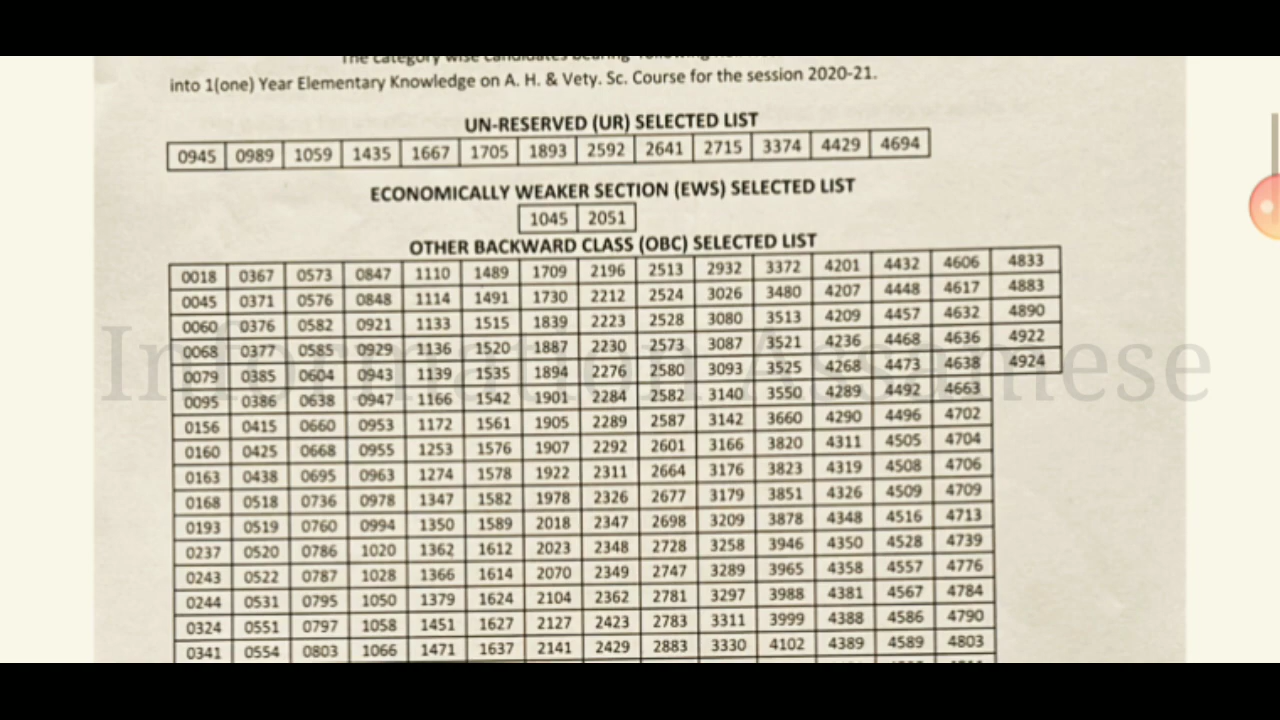 The category wise candidates bearing following
into 1(one) Year Elementary Knowledge on A. H. & Vety. Sc. Course for the session 2020-21.
UN-RESERVED (UR) SELECTED LIST
0945 0989 1059 1435 1667 1705 1893 2592 2641 2715 3374 4429 4694
ECONOMICALLY WEAKER SECTION (EWS) SELECTED LIST
1045 2051
OTHER BACKWARD CLASS (OBC) SELECTED LIST
0018 0367 0573 0847 1110 1489 1709 2196 2513 2932 3372 4201 4432 4606 4833
0045 0371 0576 0848 1114 1491 1730 2212 2524 3026 3480 4207 4448 4617 4883
0060 0376 0582 0921 1133 1515 1839 2223 2528 3080 3513 4209 4457 4632 4890
0068 0377 0585 0929 1136 1520 1887 2230 2573 3087 3521 4236 4468 4636 4922
0079 0385 0604 0943 1139 1535 1894 2276 2580 3093 3525 4268 4473 4638 4924
Information Assamese
0095 0386 0638 0947 1166 1542 1901 2284 2582 3140 3550 4289 4492 4663
0156 0415 0660 0953 1172 1561 1905 2289 2587 3142 3660 4290 4496 4702
0160 0425 0668 0955 1253 1576 1907 2292 2601 3166 3820 4311 4505 4704
0163 0438 0695 0963 1274 1578 1922 2311 2664 3176 3823 4319 4508 4706
0168 0518 0736 0978 1347 1582 1978 2326 2677 3179 3851 4326 4509 4709
0193 0519 0760 0994 1350 1589 2018 2347 2698 3209 3878 4348 4516 4713
0237 0520 0786 1020 1362 1612 2023 2348 2728 3258 3946 4350 4528 4739
0243 0522 0787 1028 1366 1614 2070 2349 2747 3289 3965 4358 4557 4776
0244 0531 0795 1050 1379 1624 2104 2362 2781 3297 3988 4381 4567 4784
0324 0551 0797 1058 1451 1627 2127 2423 2783 3311 3999 4388 4586 4790
0341 0554 0803 1066 1471 1637 2141 2429 2883 3330 4102 4389 4589 4803